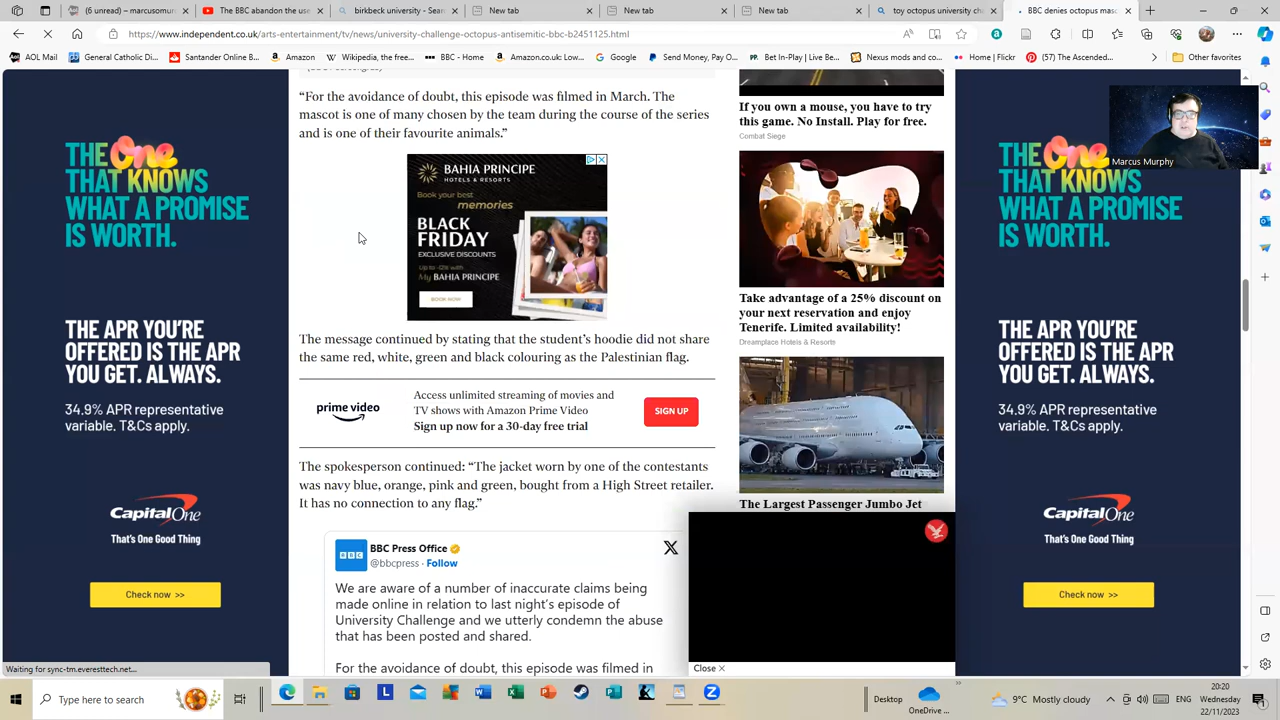 (6 unread) - marcusomur
BBC abandon the use
birkbeck university - Sear
New tab
New tab
New tab
toy university challenge oc
BBC denies octopus masc
https://www.independent.co.uk/arts-entertainment/tv/news/university-challenge-octopus-antisemitic-bbc-b2451125.html
AOL Mail
General Catholic Di...
Santander Online B...
Amazon
Wikipedia, the free...
BBC - Home
Amazon.co.uk: Low...
Google
Send Money, Pay O...
Bet In-Play | Live Be...
Nexus mods and co...
Home | Flickr
(57) The Ascended...
Other favorites
“For the avoidance of doubt, this episode was filmed in March. The
mascot is one of many chosen by the team during the course of the series
and is one of their favourite animals.”
BAHIA PRINCIPE
HOTELS & RESORTS
Book your best
memories
BLACK
FRIDAY
EXCLUSIVE DISCOUNTS
My BAHIA PRINCIPE
BOOK NOW
The message continued by stating that the student’s hoodie did not share
the same red, white, green and black colouring as the Palestinian flag.
prime video
Access unlimited streaming of movies and
TV shows with Amazon Prime Video
Sign up now for a 30-day free trial
SIGN UP
The spokesperson continued: “The jacket worn by one of the contestants
was navy blue, orange, pink and green, bought from a High Street retailer.
It has no connection to any flag.”
BBC
BBC Press Office
@bbcpress · Follow
X
We are aware of a number of inaccurate claims being
made online in relation to last night’s episode of
University Challenge and we utterly condemn the abuse
that has been posted and shared.
For the avoidance of doubt, this episode was filmed in
If you own a mouse, you have to try
this game. No Install. Play for free.
Combat Siege
Take advantage of a 25% discount on
your next reservation and enjoy
Tenerife. Limited availability!
Dreamplace Hotels & Resorts
The Largest Passenger Jumbo Jet
Close X
THE One
THAT KNOWS
WHAT A PROMISE
IS WORTH.
THE APR YOU’RE
OFFERED IS THE APR
YOU GET. ALWAYS.
34.9% APR representative
variable. T&Cs apply.
Capital One
That’s One Good Thing
Check now >>
THE One
THAT KNOWS
WHAT A PROMISE
IS WORTH.
THE APR YOU’RE
OFFERED IS THE APR
YOU GET. ALWAYS.
34.9% APR representative
variable. T&Cs apply.
Capital One
That’s One Good Thing
Check now >>
Marcus Murphy
Waiting for sync-tm.everesttech.net...
Type here to search
Desktop
OneDrive ...
9°C Mostly cloudy
ENG
20:20
Wednesday
22/11/2023